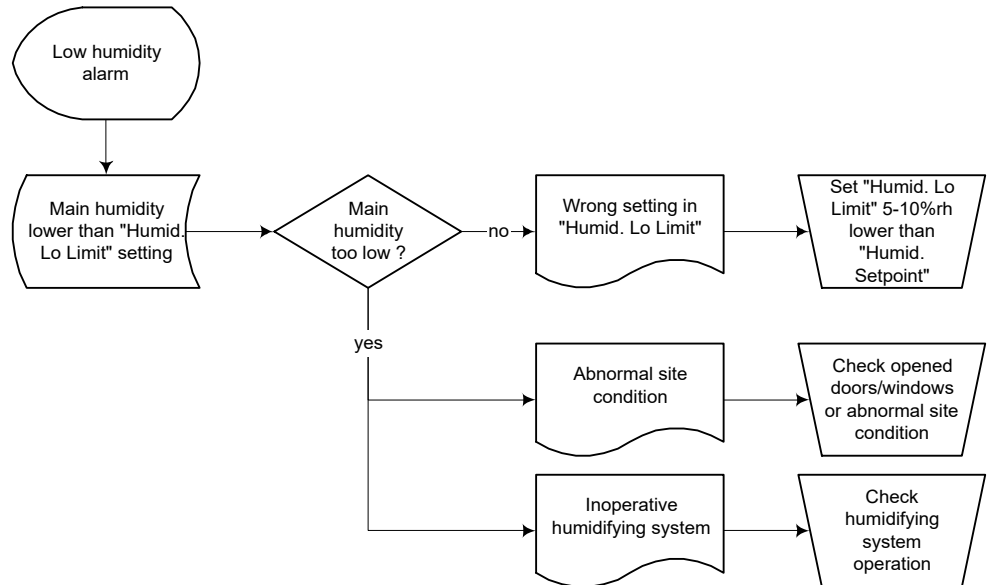 Low humidity
alarm
Main humidity
lower than "Humid.
Lo Limit" setting
Main
humidity
too low ?
no
Wrong setting in
"Humid. Lo Limit"
Set "Humid. Lo
Limit" 5-10%rh
lower than
"Humid.
Setpoint"
yes
Abnormal site
condition
Check opened
doors/windows
or abnormal site
condition
Inoperative
humidifying system
Check
humidifying
system
operation